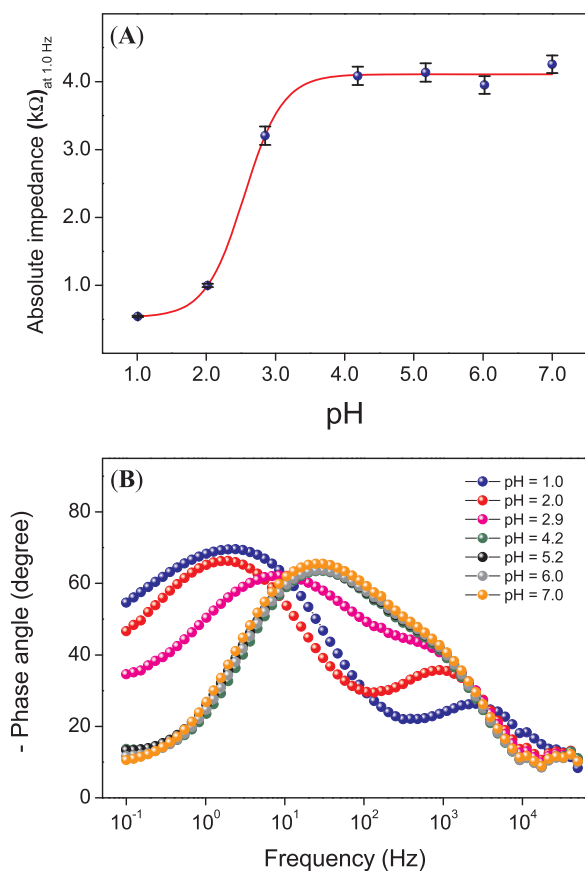 (A)
Absolute impedance (kΩ)at 1.0 Hz
4.0
3.0
2.0
1.0
1.0 2.0 3.0 4.0 5.0 6.0 7.0
pH
(B)
- Phase angle (degree)
80
60
40
20
0
pH = 1.0
pH = 2.0
pH = 2.9
pH = 4.2
pH = 5.2
pH = 6.0
pH = 7.0
10⁻¹ 10⁰ 10¹ 10² 10³ 10⁴
Frequency (Hz)